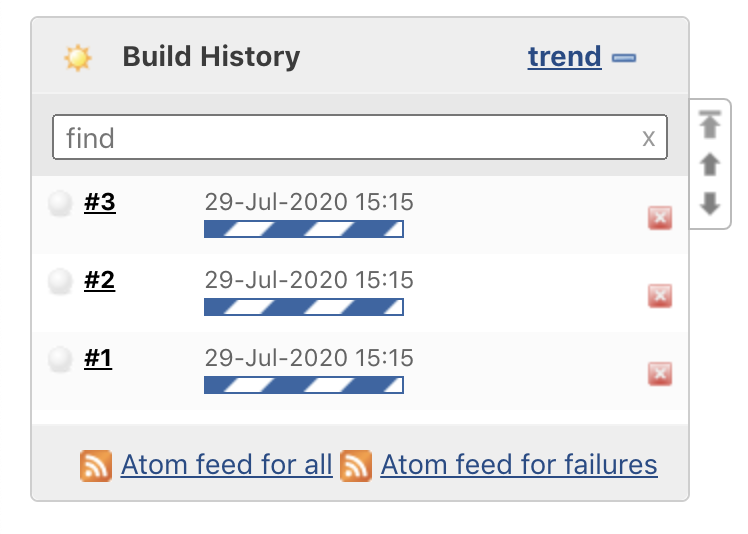 Build History trend
find x
#3 29-Jul-2020 15:15
#2 29-Jul-2020 15:15
#1 29-Jul-2020 15:15
Atom feed for all Atom feed for failures